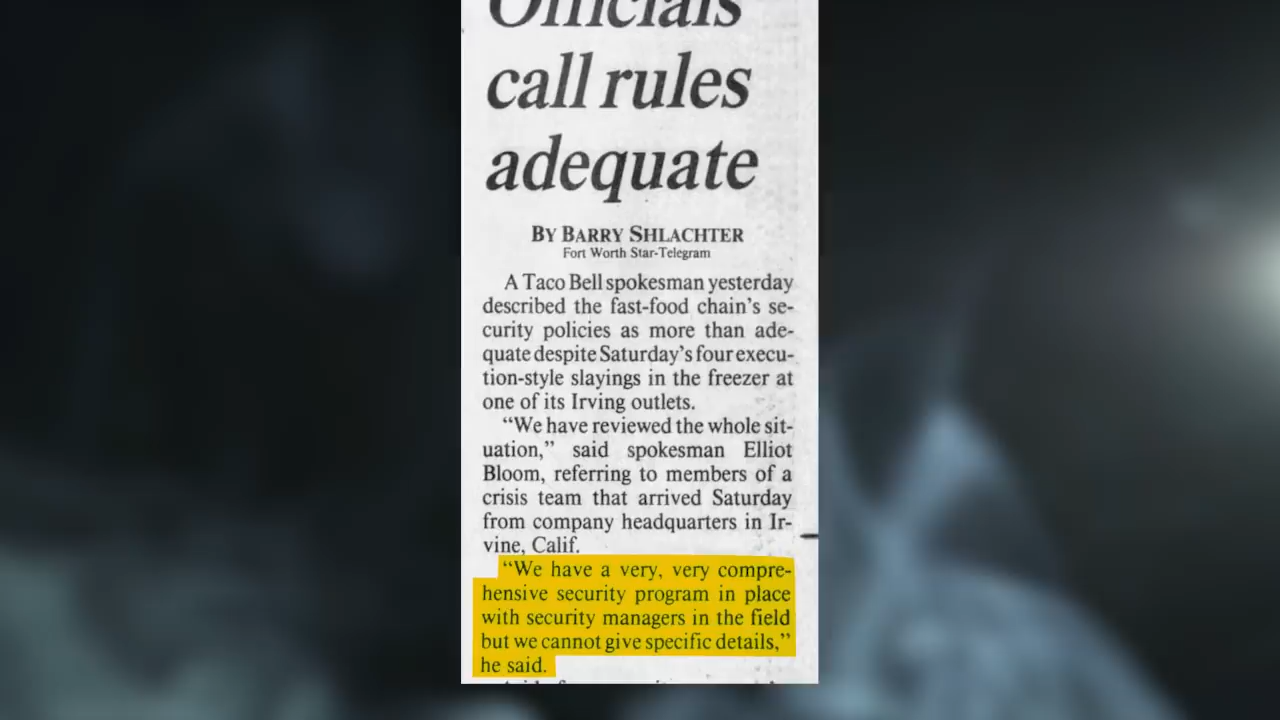 Officials
call rules
adequate
BY BARRY SHLACHTER
Fort Worth Star-Telegram
A Taco Bell spokesman yesterday
described the fast-food chain's se-
curity policies as more than ade-
quate despite Saturday's four execu-
tion-style slayings in the freezer at
one of its Irving outlets.
“We have reviewed the whole sit-
uation,” said spokesman Elliot
Bloom, referring to members of a
crisis team that arrived Saturday
from company headquarters in Ir-
vine, Calif.
“We have a very, very compre-
hensive security program in place
with security managers in the field
but we cannot give specific details,”
he said.